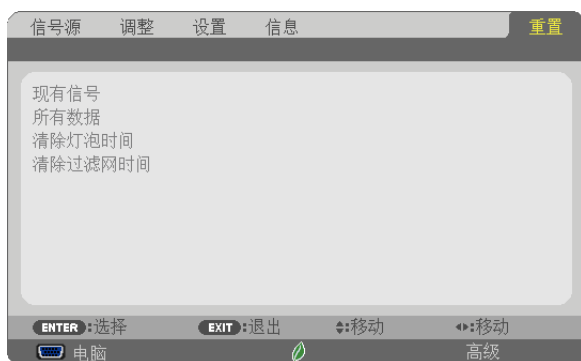 信号源 调整 设置 信息 重置
现有信号
所有数据
清除灯泡时间
清除过滤网时间
ENTER:选择 EXIT:退出 :移动 :移动
电脑 高级